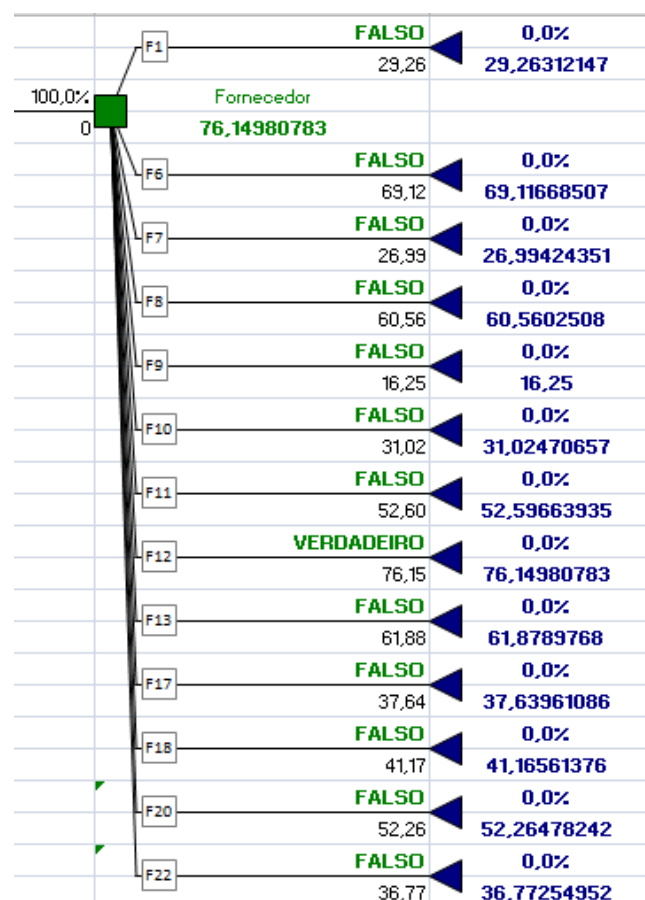 FALSO 0,0%
F1
29,26 29,26312147
100,0% Fornecedor
0 76,14980783
FALSO 0,0%
F6
69,12 69,11668507
FALSO 0,0%
F7
26,99 26,99424351
FALSO 0,0%
F8
60,56 60,5602508
FALSO 0,0%
F9
16,25 16,25
FALSO 0,0%
F10
31,02 31,02470657
FALSO 0,0%
F11
52,60 52,59663935
VERDADEIRO 0,0%
F12
76,15 76,14980783
FALSO 0,0%
F13
61,88 61,8789768
FALSO 0,0%
F17
37,64 37,63961086
FALSO 0,0%
F18
41,17 41,16561376
FALSO 0,0%
F20
52,26 52,26478242
FALSO 0,0%
F22
36,77 36,77254952